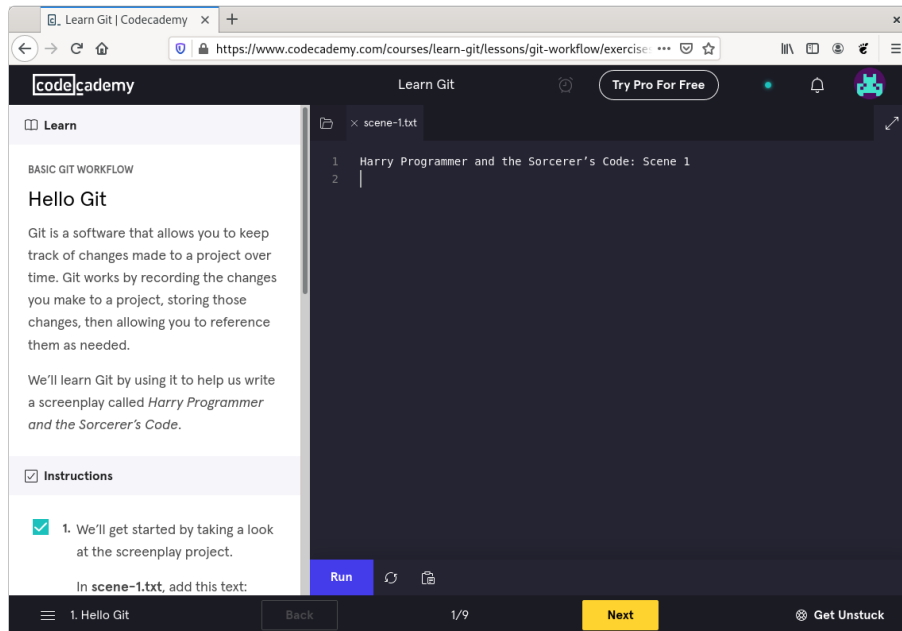 Learn Git | Codecademy
https://www.codecademy.com/courses/learn-git/lessons/git-workflow/exercise
codecademy
Learn Git
Try Pro For Free
Learn
BASIC GIT WORKFLOW
Hello Git
Git is a software that allows you to keep
track of changes made to a project over
time. Git works by recording the changes
you make to a project, storing those
changes, then allowing you to reference
them as needed.
We’ll learn Git by using it to help us write
a screenplay called Harry Programmer
and the Sorcerer’s Code.
Instructions
1. We’ll get started by taking a look
at the screenplay project.
In scene-1.txt, add this text:
scene-1.txt
1 Harry Programmer and the Sorcerer’s Code: Scene 1
2
Run
1. Hello Git
Back
1/9
Next
Get Unstuck